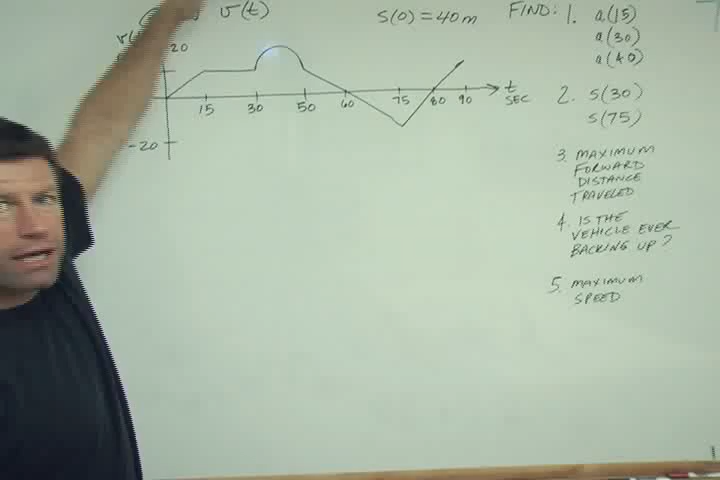 v(t)
s(0) = 40 m
FIND: 1. a(15)
a(30)
a(40)
20
t
SEC
15 30 50 60 75 80 90
-20
2. s(30)
s(75)
3. MAXIMUM
FORWARD
DISTANCE
TRAVELED
4. IS THE
VEHICLE EVER
BACKING UP?
5. MAXIMUM
SPEED